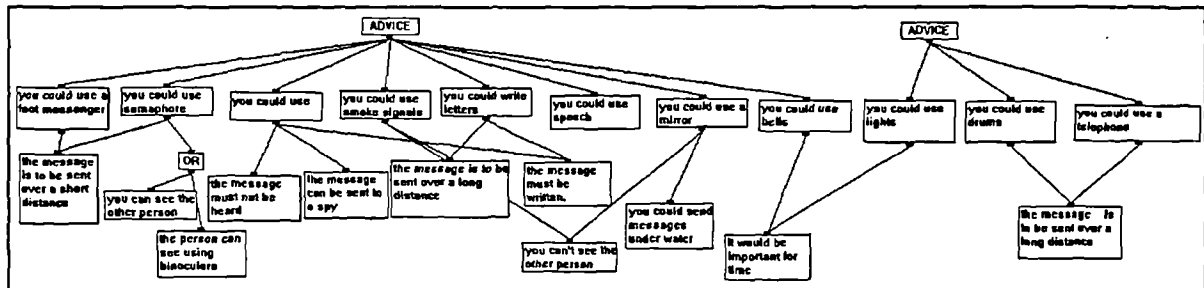 ADVICE
ADVICE
you could use a
foot messenger
you could use
semaphore
you could use
you could use
smoke signals
you could write
letters
you could use
speech
you could use a
mirror
you could use
bells
you could use
lights
you could use
drums
you could use a
telephone
the message
is to be sent
over a short
distance
OR
you can see the
other person
the person can
see using
binoculars
the message
must not be
heard
the message
can be sent to
a spy
the message is to be
sent over a long
distance
the message
must be
written.
you can't see the
other person
you could send
messages
under water
it would be
important for
time
the message is
to be sent over a
long distance